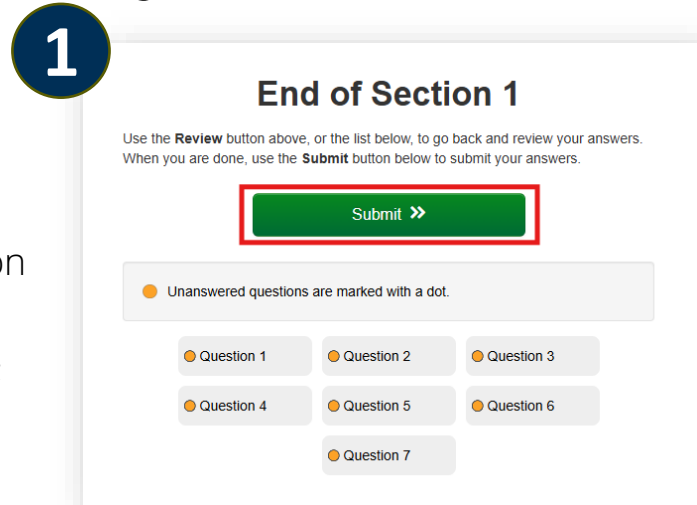 1
End of Section 1
Use the Review button above, or the list below, to go back and review your answers.
When you are done, use the Submit button below to submit your answers.
Submit »
on
Unanswered questions are marked with a dot.
Question 1
Question 2
Question 3
Question 4
Question 5
Question 6
Question 7